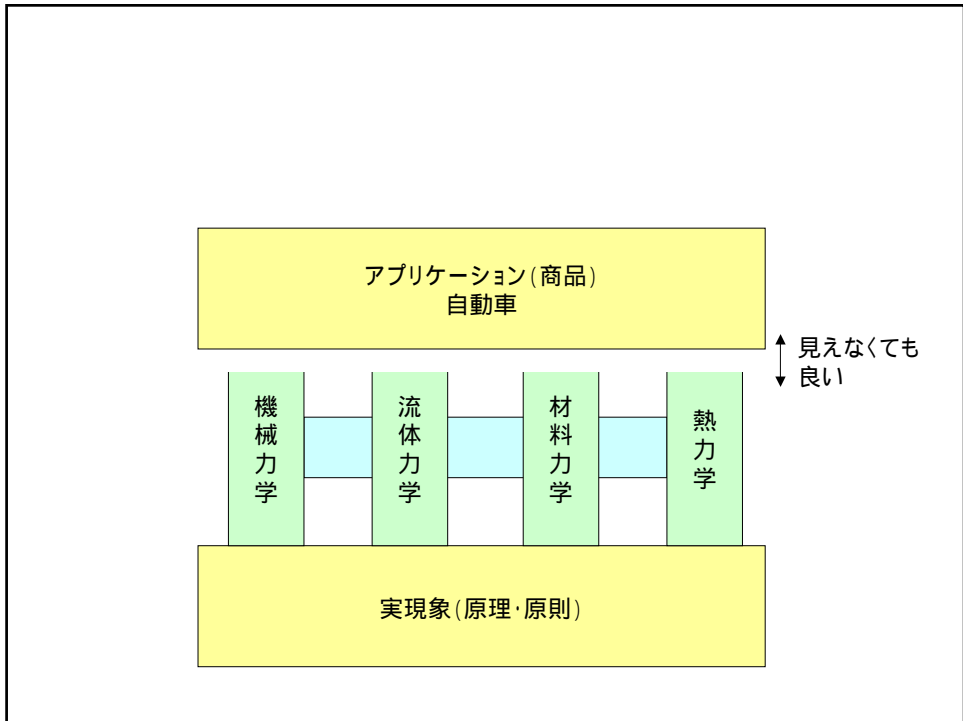 アプリケーション(商品)
自動車
見えなくても
良い
機械力学
流体力学
材料力学
熱力学
実現象(原理･原則)